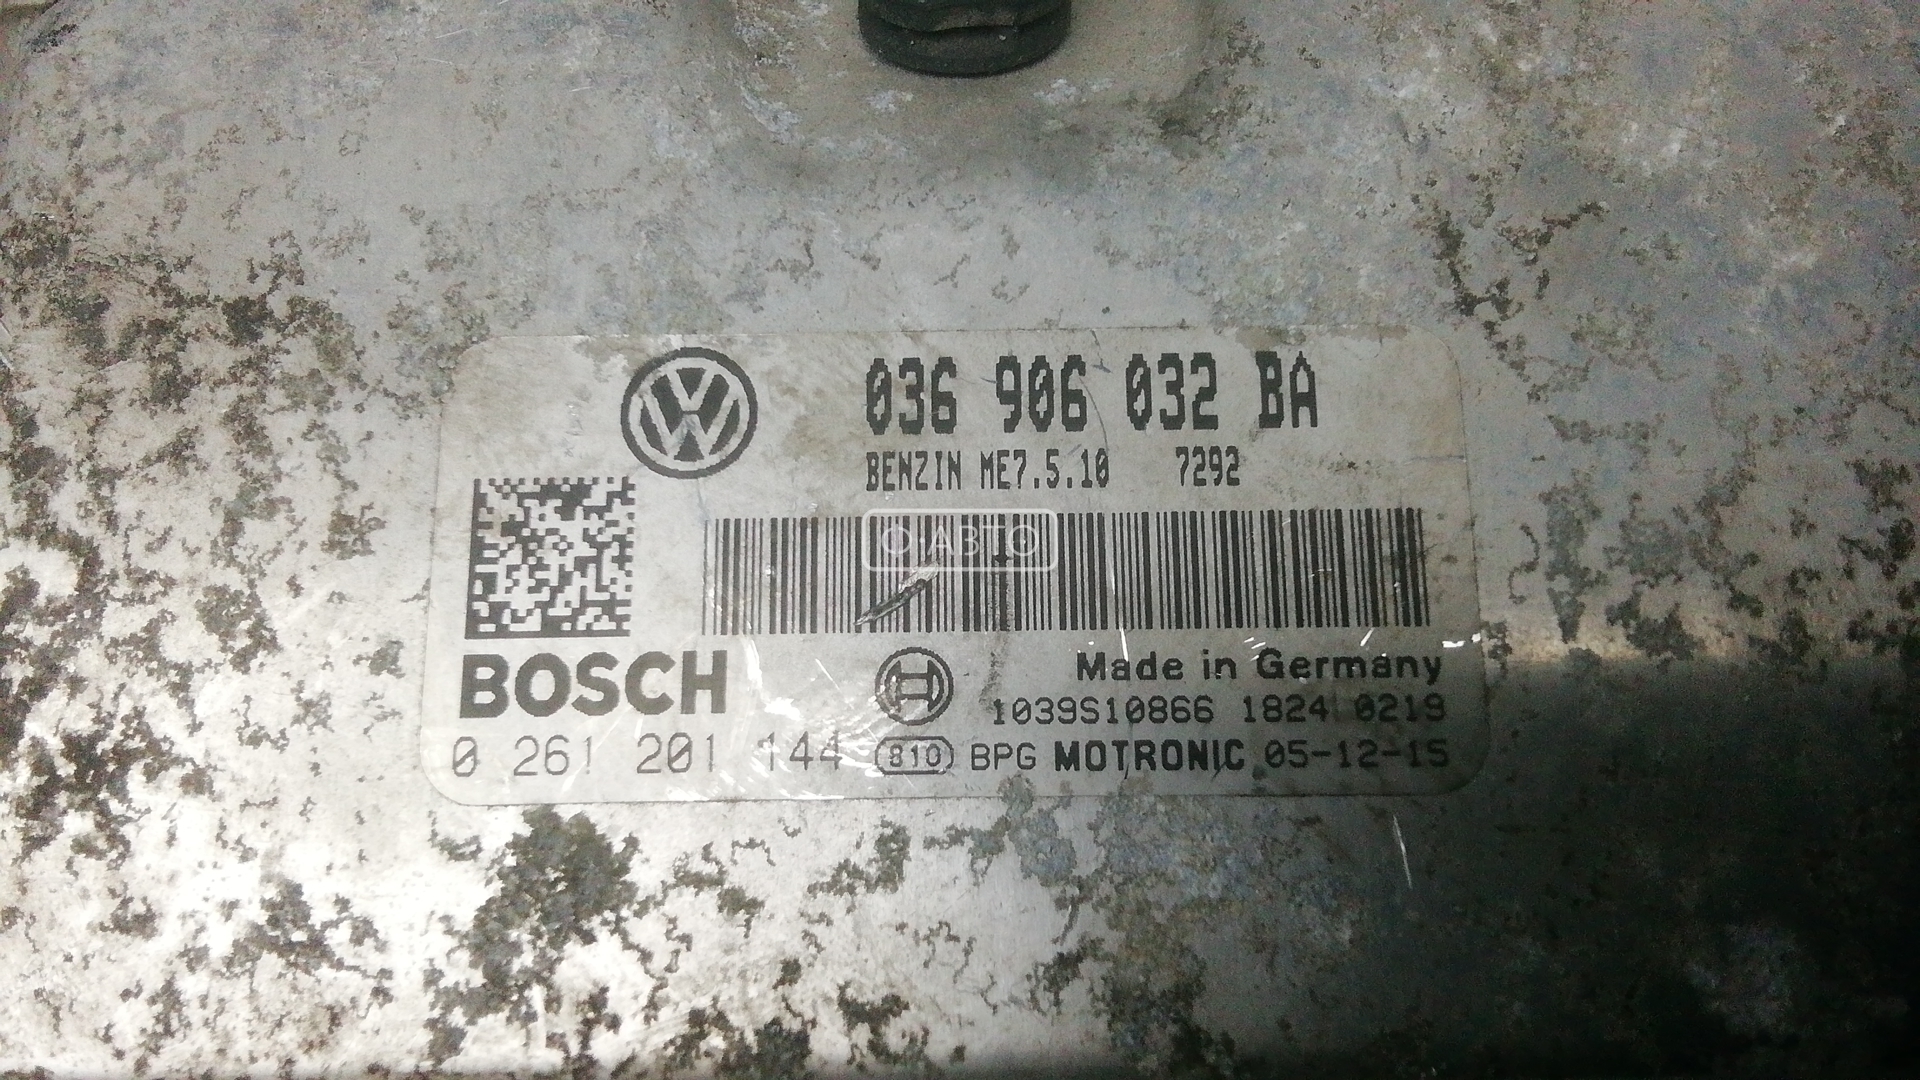 036 906 032 BA
BENZIN ME7.5.10 7292
О·АВТО
BOSCH
Made in Germany
1039S10866 1824 0219
0 261 201 144 810 BPG MOTRONIC 05-12-15